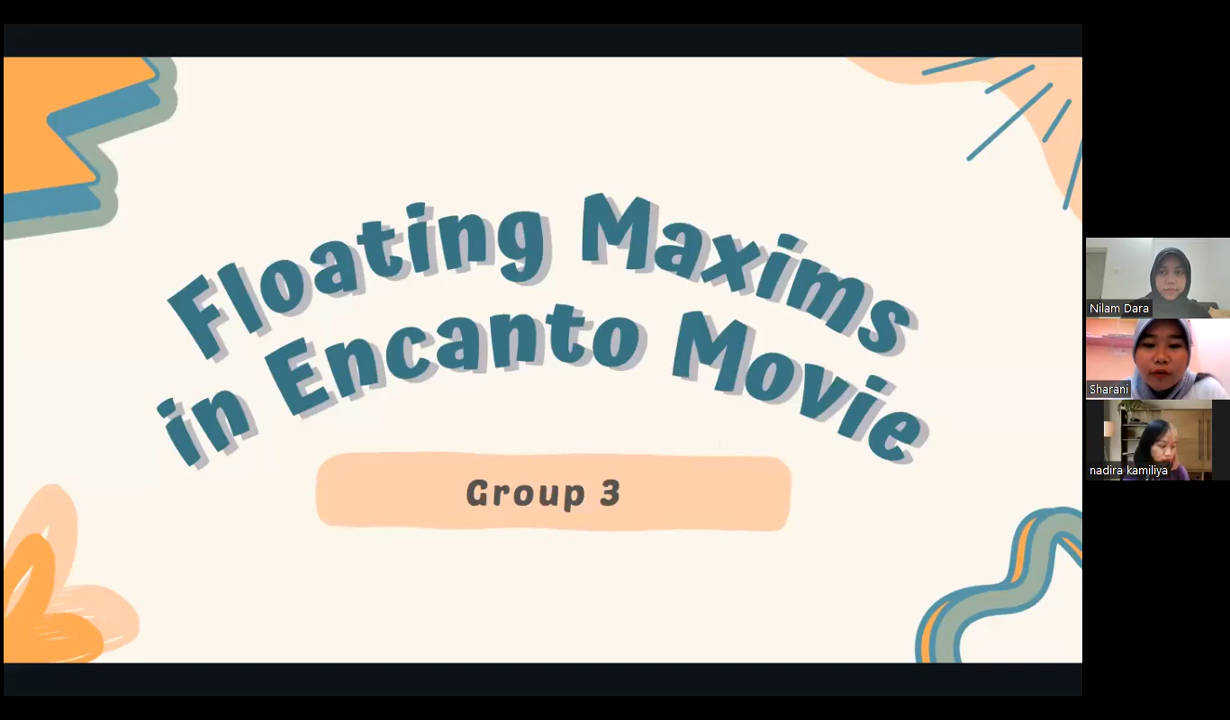 Floating Maxims
in Encanto Movie
Group 3
Nilam Dara
Sharani
nadira kamiliya